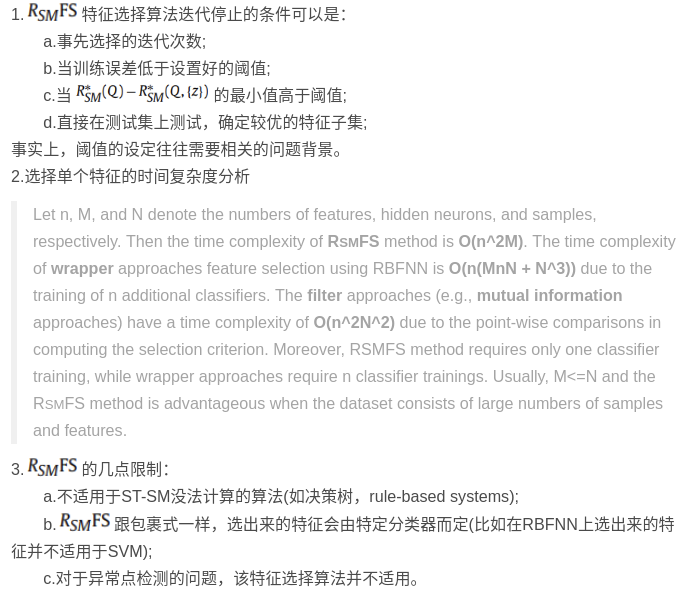 1. RSMFS 特征选择算法迭代停止的条件可以是：
a.事先选择的迭代次数;
b.当训练误差低于设置好的阈值;
c.当 R*SM(Q)−R*SM(Q,{z}) 的最小值高于阈值;
d.直接在测试集上测试，确定较优的特征子集;
事实上，阈值的设定往往需要相关的问题背景。
2.选择单个特征的时间复杂度分析
Let n, M, and N denote the numbers of features, hidden neurons, and samples,
respectively. Then the time complexity of RSMFS method is O(n^2M). The time complexity
of wrapper approaches feature selection using RBFNN is O(n(MnN + N^3)) due to the
training of n additional classifiers. The filter approaches (e.g., mutual information
approaches) have a time complexity of O(n^2N^2) due to the point-wise comparisons in
computing the selection criterion. Moreover, RSMFS method requires only one classifier
training, while wrapper approaches require n classifier trainings. Usually, M<=N and the
RSMFS method is advantageous when the dataset consists of large numbers of samples
and features.
3. RSMFS 的几点限制：
a.不适用于ST-SM没法计算的算法(如决策树，rule-based systems);
b. RSMFS 跟包裹式一样，选出来的特征会由特定分类器而定(比如在RBFNN上选出来的特
征并不适用于SVM);
c.对于异常点检测的问题，该特征选择算法并不适用。